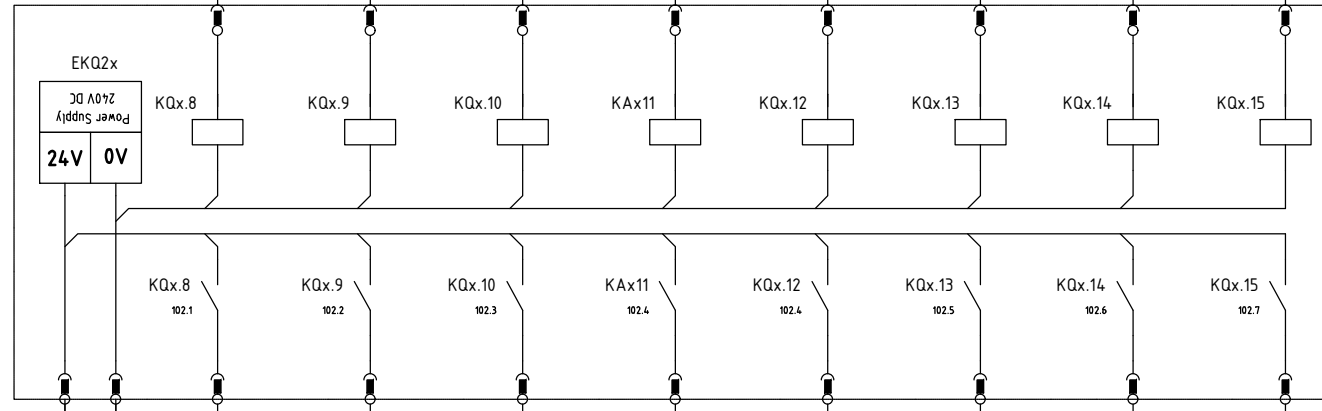 EKQ2x
Power Supply
240V DC
24V 0V
KQx.8 KQx.9 KQx.10 KAx11 KQx.12 KQx.13 KQx.14 KQx.15
KQx.8 KQx.9 KQx.10 KAx11 KQx.12 KQx.13 KQx.14 KQx.15
102.1 102.2 102.3 102.4 102.4 102.5 102.6 102.7